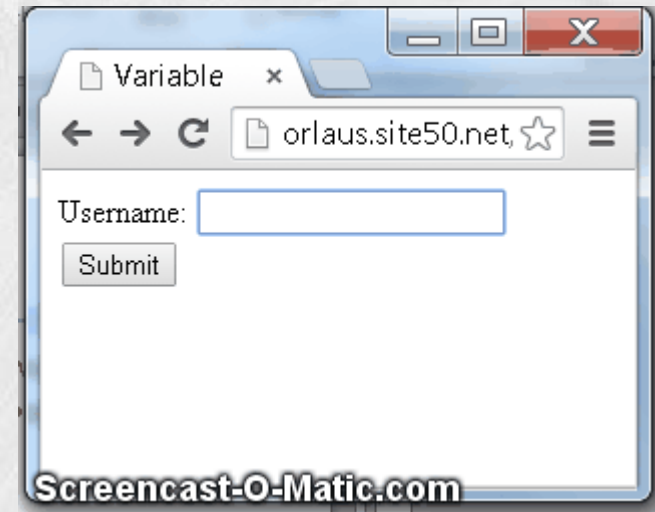 Variable
orlaus.site50.net,
Username:
Submit
Screencast-O-Matic.com